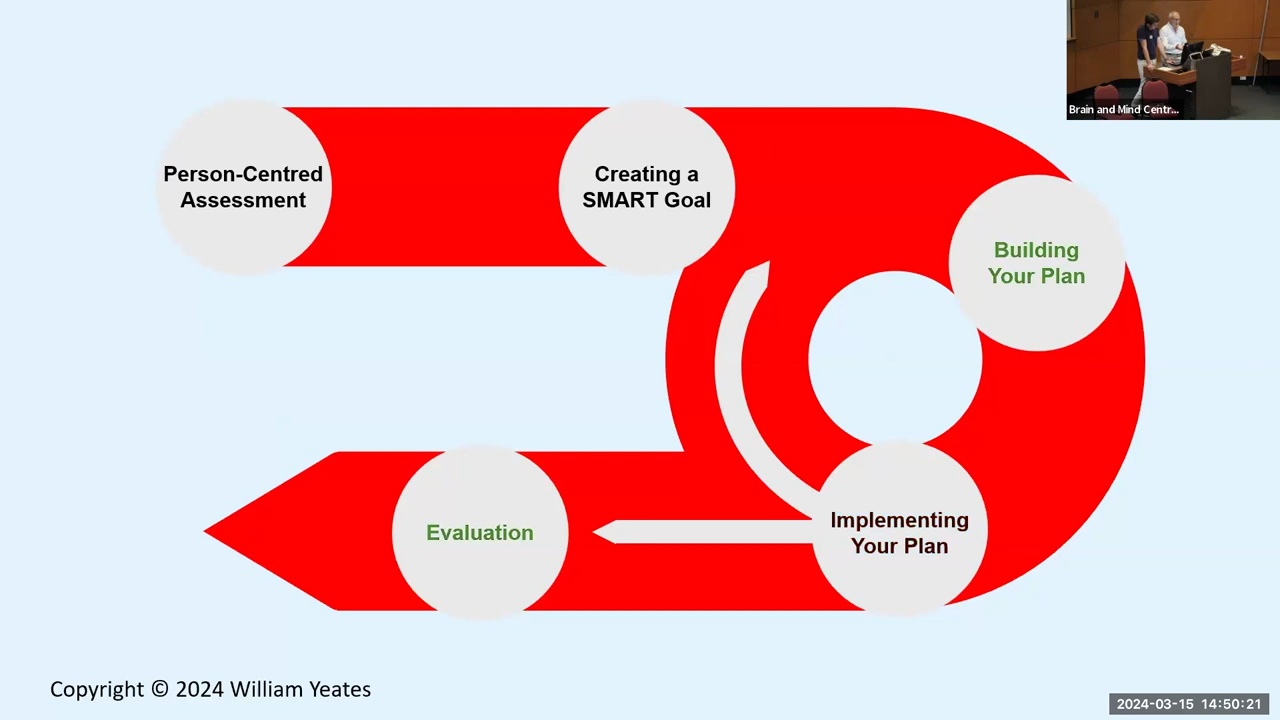 Brain and Mind Centr...
Person-Centred
Assessment
Creating a
SMART Goal
Building
Your Plan
Implementing
Your Plan
Evaluation
Copyright © 2024 William Yeates
2024-03-15 14:50:21